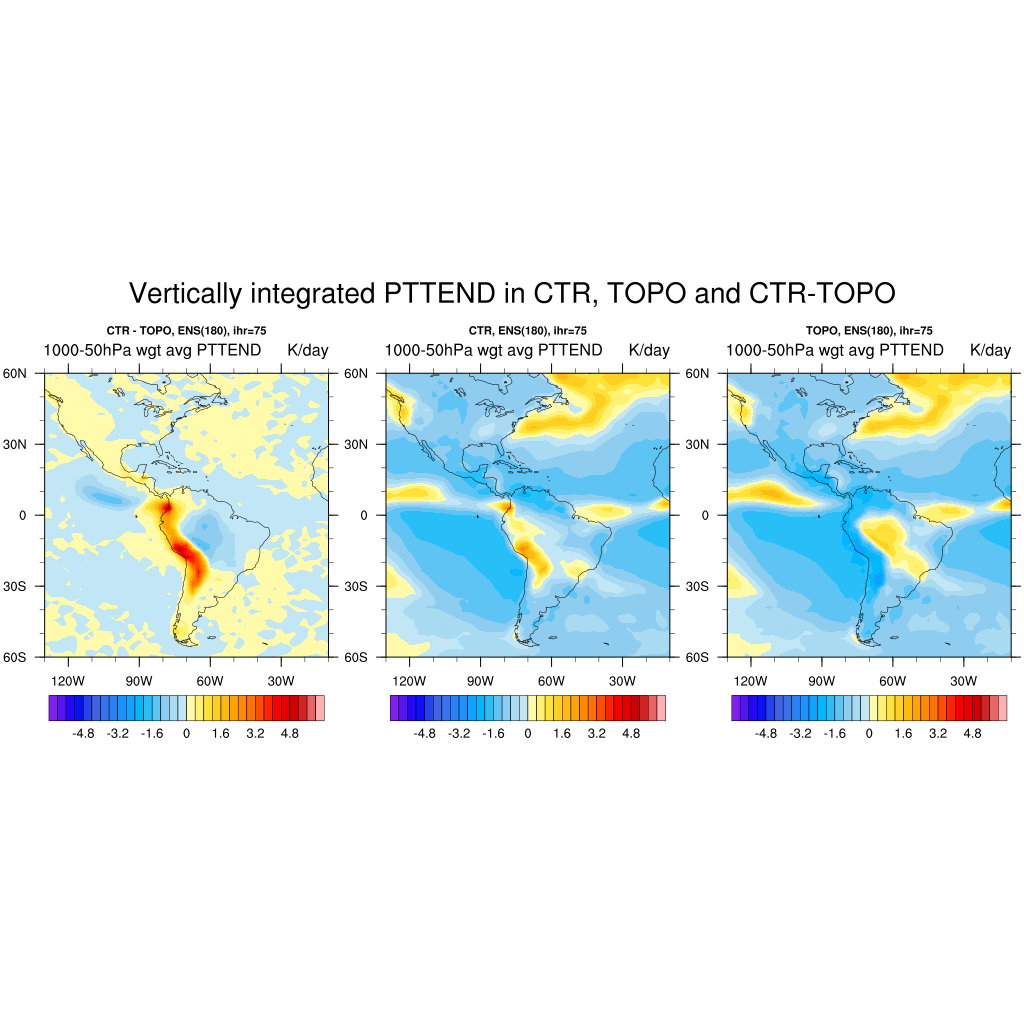 Vertically integrated PTTEND in CTR, TOPO and CTR-TOPO
CTR - TOPO, ENS(180), ihr=75
1000-50hPa wgt avg PTTEND K/day
60N
30N
0
30S
60S
120W 90W 60W 30W
-4.8 -3.2 -1.6 0 1.6 3.2 4.8
CTR, ENS(180), ihr=75
1000-50hPa wgt avg PTTEND K/day
60N
30N
0
30S
60S
120W 90W 60W 30W
-4.8 -3.2 -1.6 0 1.6 3.2 4.8
TOPO, ENS(180), ihr=75
1000-50hPa wgt avg PTTEND K/day
60N
30N
0
30S
60S
120W 90W 60W 30W
-4.8 -3.2 -1.6 0 1.6 3.2 4.8